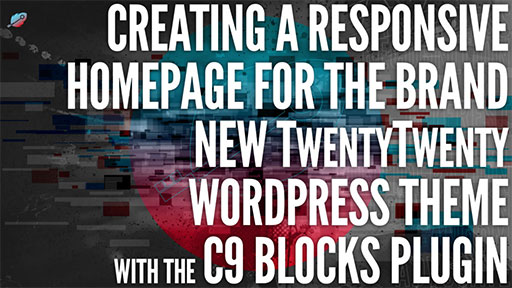 CREATING A RESPONSIVE
HOMEPAGE FOR THE BRAND
NEW TWENTYTWENTY
WORDPRESS THEME
WITH THE C9 BLOCKS PLUGIN